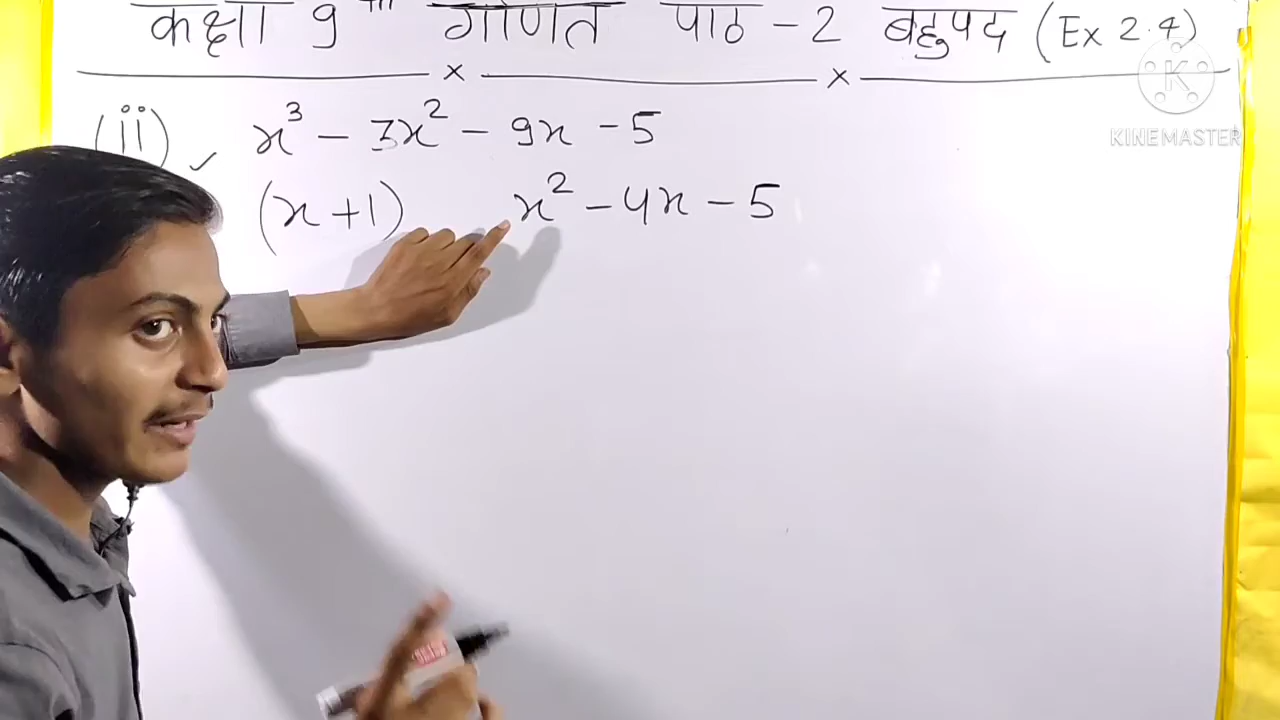 कक्षा 9th गणित पाठ - 2 बहुपद (Ex 2.4)
K
KINEMASTER
(ii) x³ - 3x² - 9x - 5
(x + 1) x² - 4x - 5